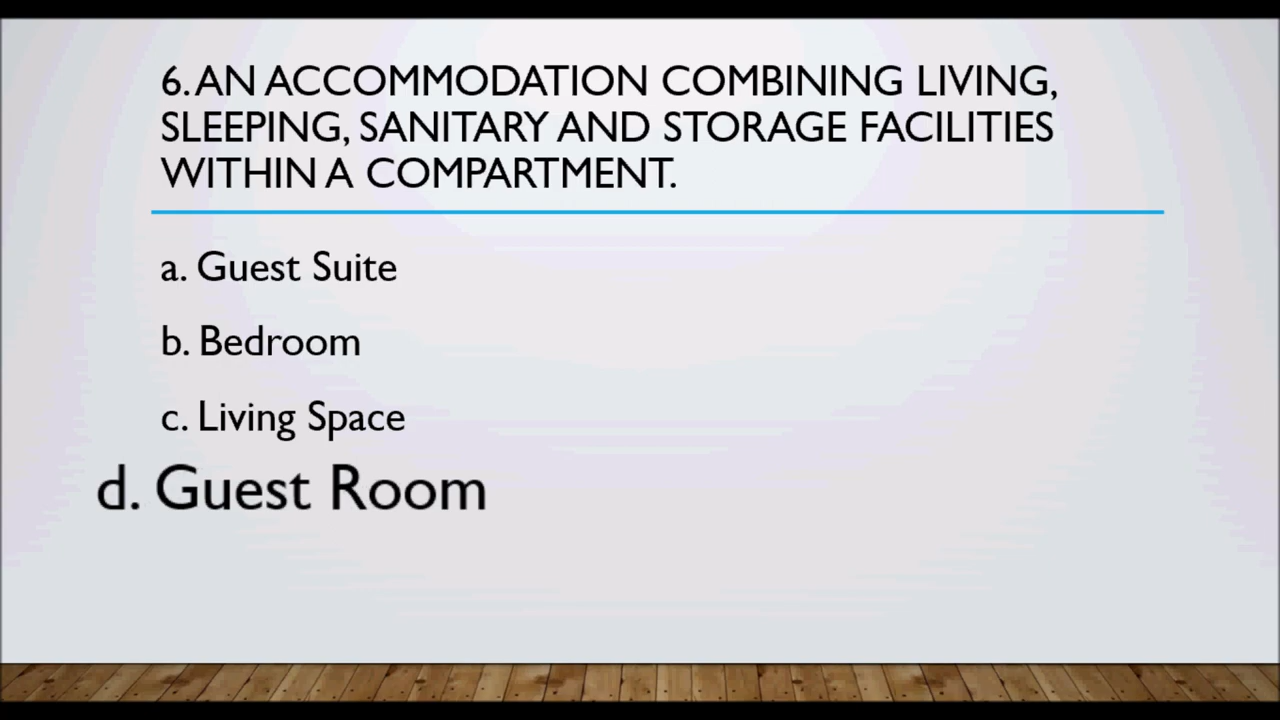 6. AN ACCOMMODATION COMBINING LIVING,
SLEEPING, SANITARY AND STORAGE FACILITIES
WITHIN A COMPARTMENT.
a. Guest Suite
b. Bedroom
c. Living Space
d. Guest Room